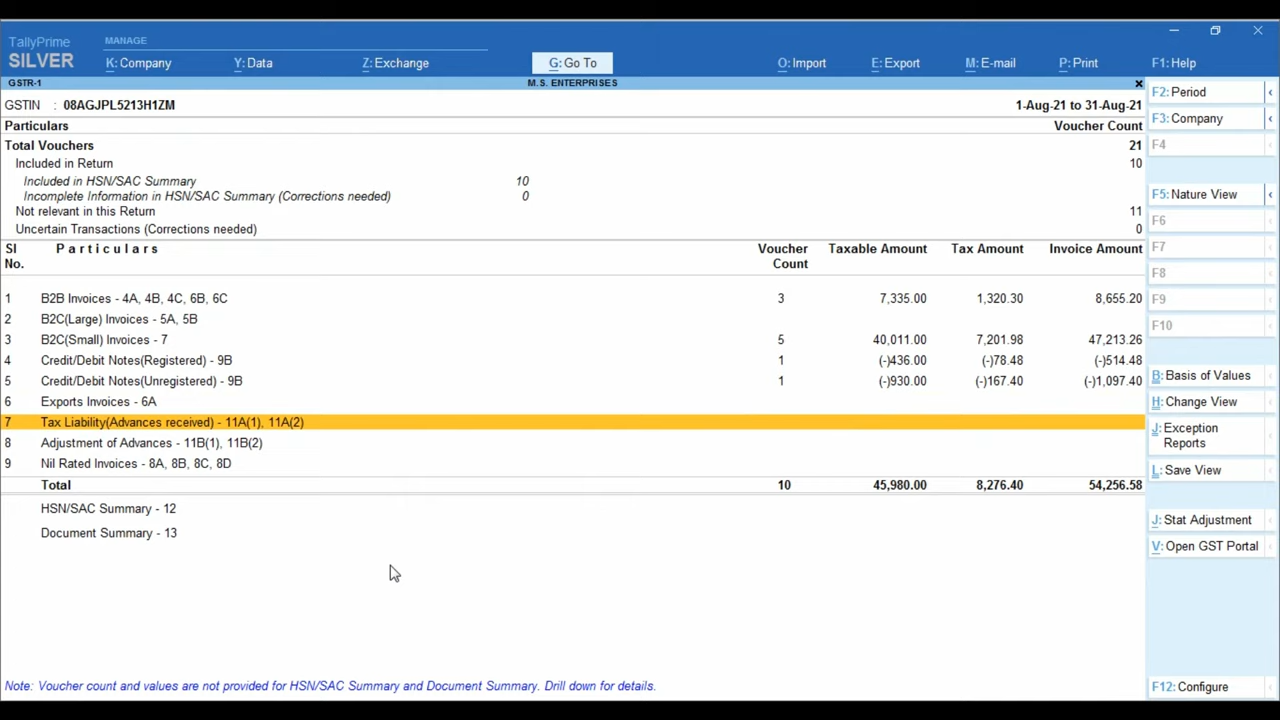 TallyPrime
SILVER
MANAGE
K: Company
Y: Data
Z: Exchange
G: Go To
O: Import
E: Export
M: E-mail
P: Print
F1: Help
GSTR-1
M.S. ENTERPRISES
GSTIN : 08AGJPL5213H1ZM
1-Aug-21 to 31-Aug-21
Particulars Voucher Count
Total Vouchers 21
Included in Return 10
Included in HSN/SAC Summary 10
Incomplete Information in HSN/SAC Summary (Corrections needed) 0
Not relevant in this Return 11
Uncertain Transactions (Corrections needed) 0
Sl Particulars Voucher Taxable Amount Tax Amount Invoice Amount
No. Count
1 B2B Invoices - 4A, 4B, 4C, 6B, 6C 3 7,335.00 1,320.30 8,655.20
2 B2C(Large) Invoices - 5A, 5B
3 B2C(Small) Invoices - 7 5 40,011.00 7,201.98 47,213.26
4 Credit/Debit Notes(Registered) - 9B 1 (-)436.00 (-)78.48 (-)514.48
5 Credit/Debit Notes(Unregistered) - 9B 1 (-)930.00 (-)167.40 (-)1,097.40
6 Exports Invoices - 6A
7 Tax Liability(Advances received) - 11A(1), 11A(2)
8 Adjustment of Advances - 11B(1), 11B(2)
9 Nil Rated Invoices - 8A, 8B, 8C, 8D
Total 10 45,980.00 8,276.40 54,256.58
HSN/SAC Summary - 12
Document Summary - 13
Note: Voucher count and values are not provided for HSN/SAC Summary and Document Summary. Drill down for details.
F2: Period
F3: Company
F4
F5: Nature View
F6
F7
F8
F9
F10
B: Basis of Values
H: Change View
J: Exception
Reports
L: Save View
J: Stat Adjustment
V: Open GST Portal
F12: Configure